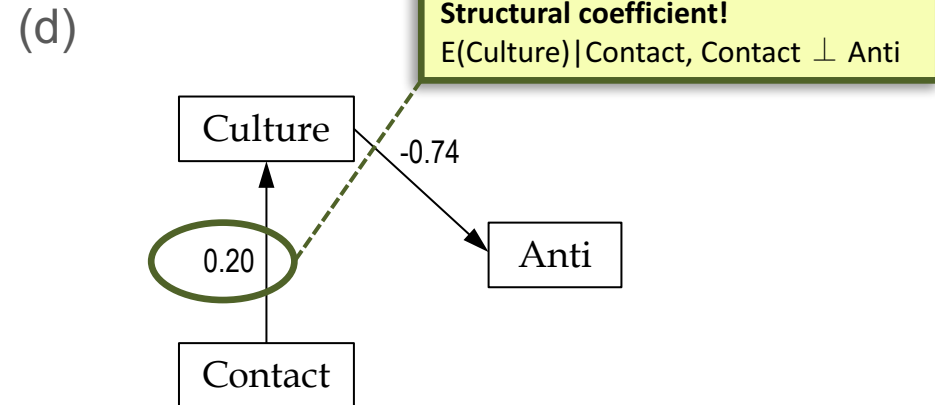 (d)
Structural coefficient!
E(Culture)|Contact, Contact ⊥ Anti
Culture
-0.74
0.20
Anti
Contact